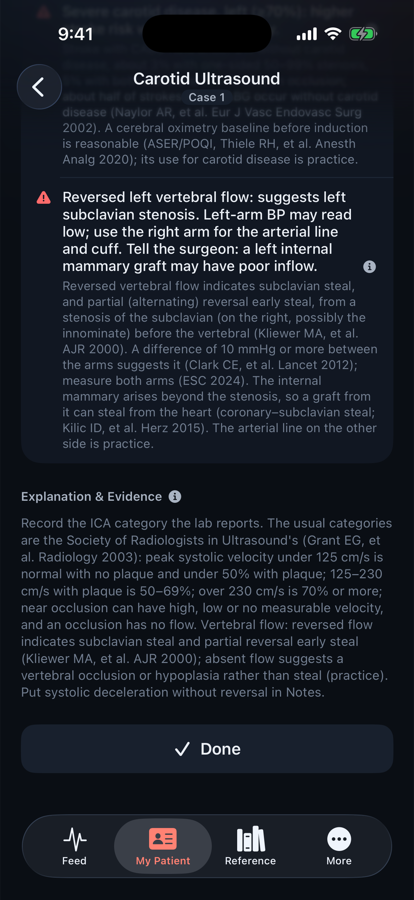 9:41
Carotid Ultrasound
Case 1
Severe carotid disease, left (≥70%): higher
about half of strokes
occur without carotid
disease (Naylor AR, et al. Eur J Vasc Endovasc Surg
2002). A cerebral oximetry baseline before induction
is reasonable (ASER/POQI, Thiele RH, et al. Anesth
Analg 2020); its use for carotid disease is practice.
Reversed left vertebral flow: suggests left
subclavian stenosis. Left-arm BP may read
low; use the right arm for the arterial line
and cuff. Tell the surgeon: a left internal
mammary graft may have poor inflow.
Reversed vertebral flow indicates subclavian steal,
and partial (alternating) reversal early steal, from a
stenosis of the subclavian (on the right, possibly the
innominate) before the vertebral (Kliewer MA, et al.
AJR 2000). A difference of 10 mmHg or more between
the arms suggests it (Clark CE, et al. Lancet 2012);
measure both arms (ESC 2024). The internal
mammary arises beyond the stenosis, so a graft from
it can steal from the heart (coronary–subclavian steal;
Kilic ID, et al. Herz 2015). The arterial line on the other
side is practice.
Explanation & Evidence
Record the ICA category the lab reports. The usual categories
are the Society of Radiologists in Ultrasound's (Grant EG, et
al. Radiology 2003): peak systolic velocity under 125 cm/s is
normal with no plaque and under 50% with plaque; 125–230
cm/s with plaque is 50–69%; over 230 cm/s is 70% or more;
near occlusion can have high, low or no measurable velocity,
and an occlusion has no flow. Vertebral flow: reversed flow
indicates subclavian steal and partial reversal early steal
(Kliewer MA, et al. AJR 2000); absent flow suggests a
vertebral occlusion or hypoplasia rather than steal (practice).
Put systolic deceleration without reversal in Notes.
Done
Feed
My Patient
Reference
More